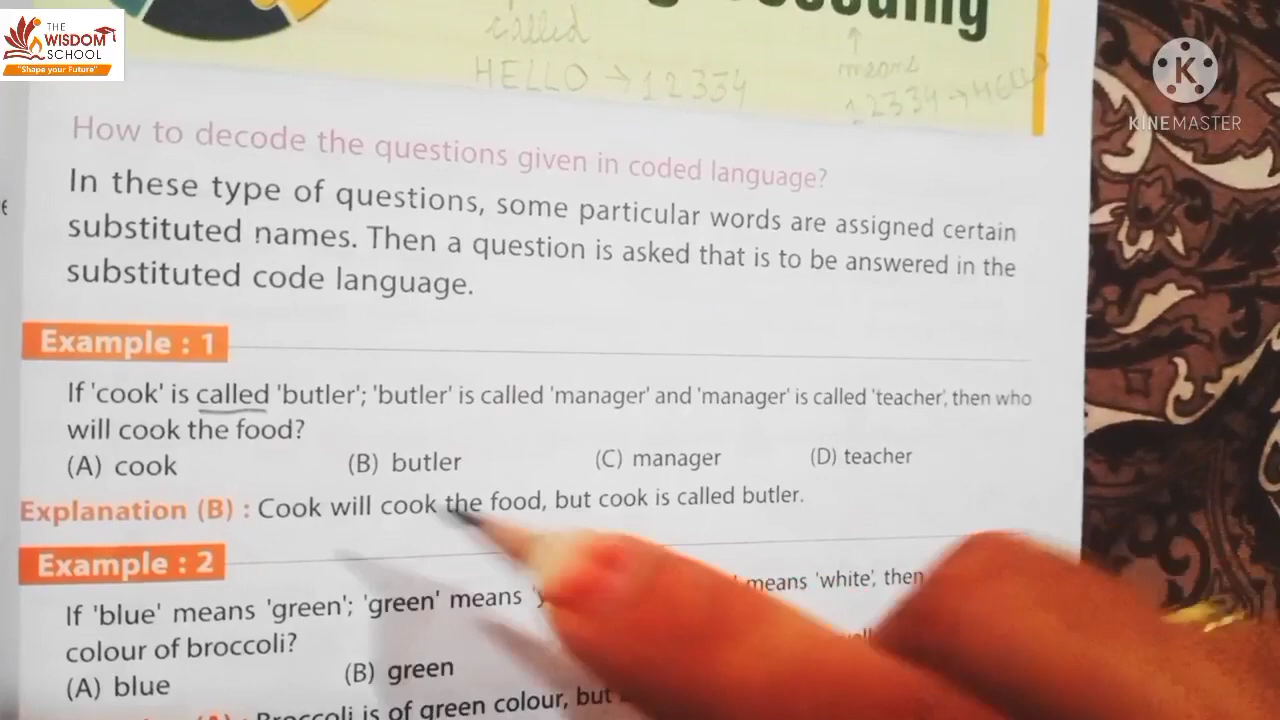 THE
WISDOM
SCHOOL
"Shape your Future"
KINEMASTER
called
means
HELLO → 12334
12334 → HELLO
How to decode the questions given in coded language?
In these type of questions, some particular words are assigned certain
substituted names. Then a question is asked that is to be answered in the
substituted code language.
Example : 1
If 'cook' is called 'butler'; 'butler' is called 'manager' and 'manager' is called 'teacher', then who
will cook the food?
(A) cook (B) butler (C) manager (D) teacher
Explanation (B) : Cook will cook the food, but cook is called butler.
Example : 2
If 'blue' means 'green'; 'green' means means 'white', then
colour of broccoli?
(A) blue (B) green
Broccoli is of green colour, but